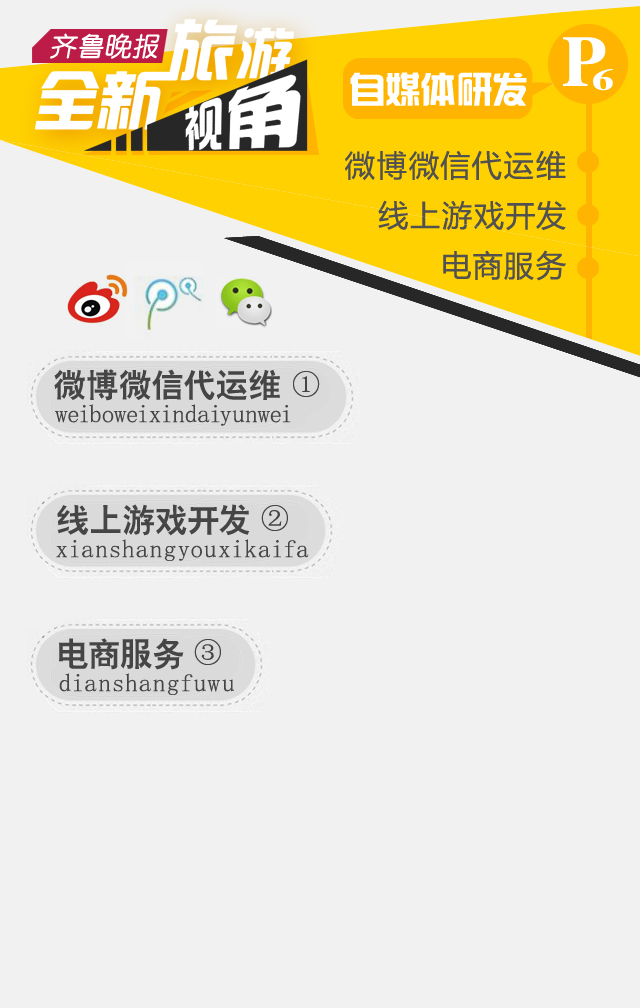 齐鲁晚报
全新旅游
视角
P6
自媒体研发
微博微信代运维
线上游戏开发
电商服务
微博微信代运维 ①
weiboweixindaiyunwei
线上游戏开发 ②
xianshangyouxikaifa
电商服务 ③
dianshangfuwu